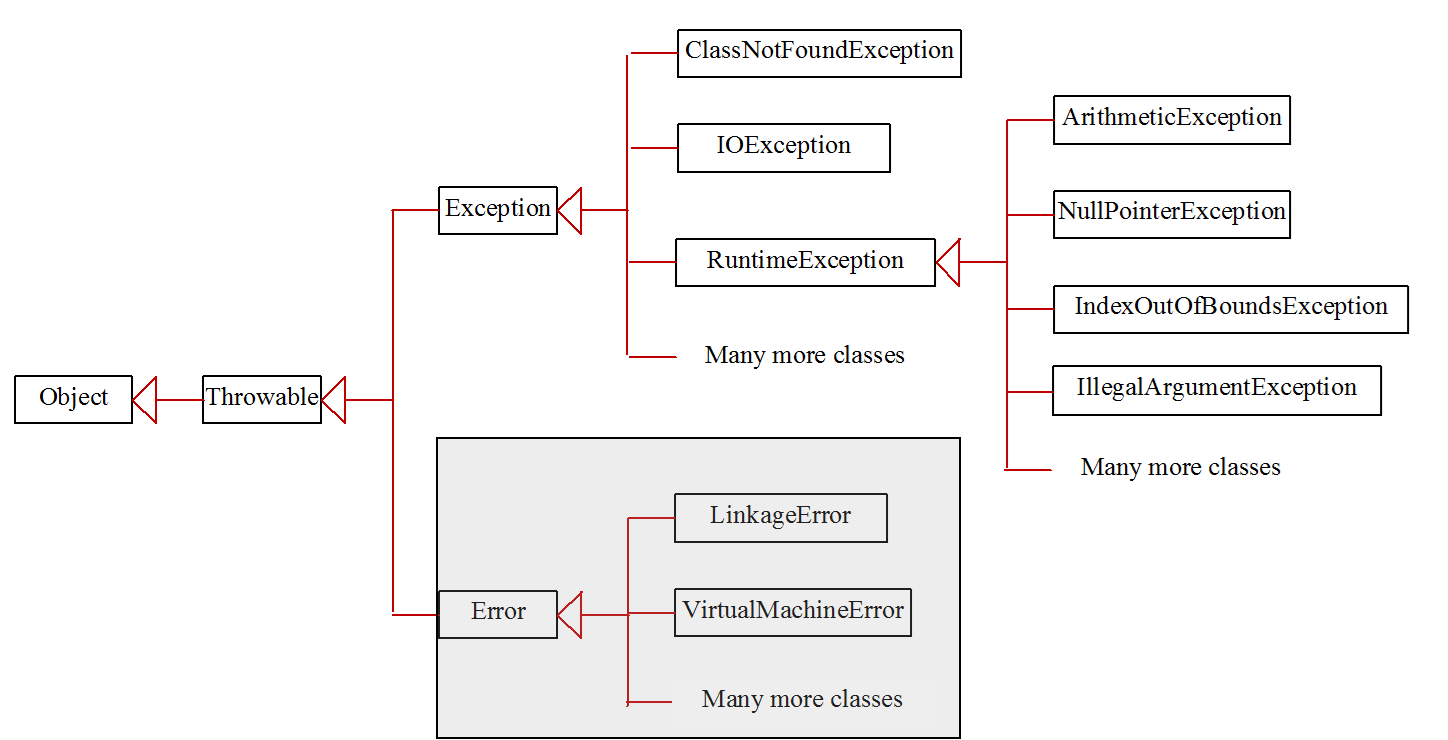 ClassNotFoundException
ArithmeticException
IOException
NullPointerException
Exception
RuntimeException
IndexOutOfBoundsException
Many more classes
Object
Throwable
IllegalArgumentException
Many more classes
LinkageError
Error
VirtualMachineError
Many more classes